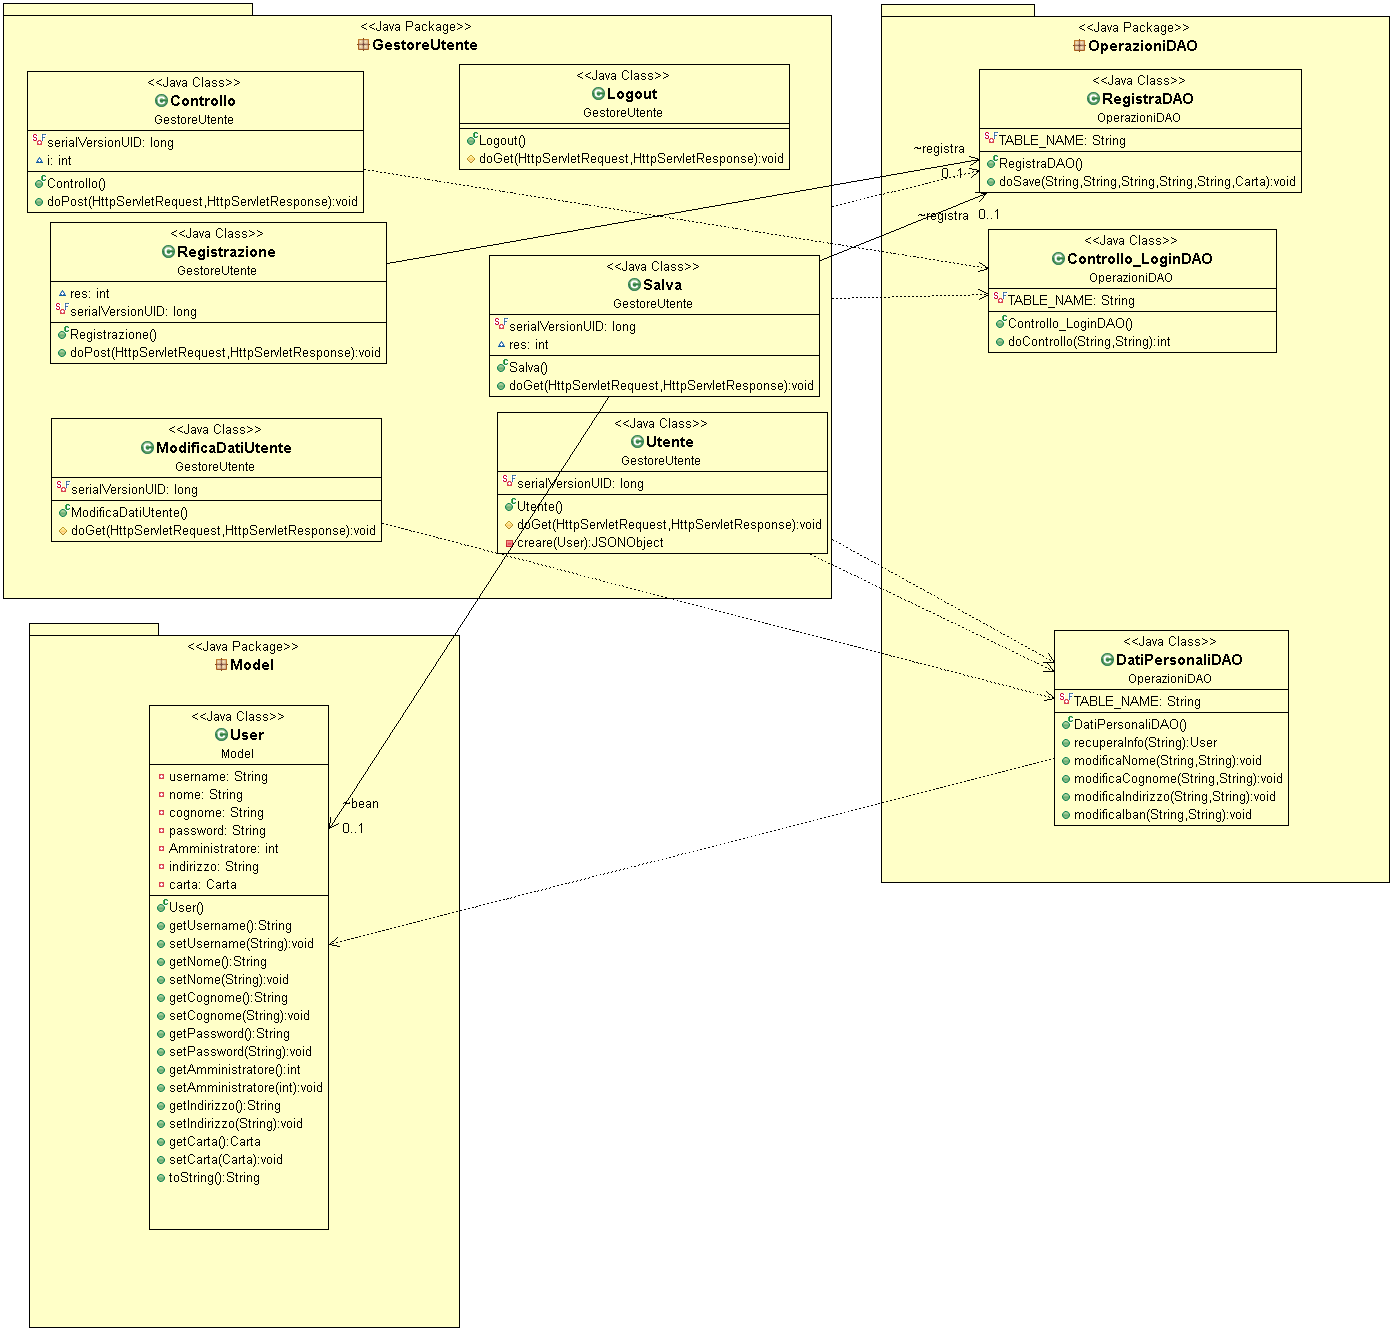 <<Java Package>>
GestoreUtente
<<Java Class>>
Controllo
GestoreUtente
serialVersionUID: long
i: int
Controllo()
doPost(HttpServletRequest,HttpServletResponse):void
<<Java Class>>
Logout
GestoreUtente
Logout()
doGet(HttpServletRequest,HttpServletResponse):void
<<Java Class>>
Registrazione
GestoreUtente
res: int
serialVersionUID: long
Registrazione()
doPost(HttpServletRequest,HttpServletResponse):void
<<Java Class>>
Salva
GestoreUtente
serialVersionUID: long
res: int
Salva()
doGet(HttpServletRequest,HttpServletResponse):void
<<Java Class>>
ModificaDatiUtente
GestoreUtente
serialVersionUID: long
ModificaDatiUtente()
doGet(HttpServletRequest,HttpServletResponse):void
<<Java Class>>
Utente
GestoreUtente
serialVersionUID: long
Utente()
doGet(HttpServletRequest,HttpServletResponse):void
creare(User):JSONObject
<<Java Package>>
OperazioniDAO
<<Java Class>>
RegistraDAO
OperazioniDAO
TABLE_NAME: String
RegistraDAO()
doSave(String,String,String,String,String,Carta):void
~registra
0..1
~registra
0..1
<<Java Class>>
Controllo_LoginDAO
OperazioniDAO
TABLE_NAME: String
Controllo_LoginDAO()
doControllo(String,String):int
<<Java Class>>
DatiPersonaliDAO
OperazioniDAO
TABLE_NAME: String
DatiPersonaliDAO()
recuperaInfo(String):User
modificaNome(String,String):void
modificaCognome(String,String):void
modificaIndirizzo(String,String):void
modificaIban(String,String):void
<<Java Package>>
Model
<<Java Class>>
User
Model
username: String
nome: String
cognome: String
password: String
Amministratore: int
indirizzo: String
carta: Carta
User()
getUsername():String
setUsername(String):void
getNome():String
setNome(String):void
getCognome():String
setCognome(String):void
getPassword():String
setPassword(String):void
getAmministratore():int
setAmministratore(int):void
getIndirizzo():String
setIndirizzo(String):void
getCarta():Carta
setCarta(Carta):void
toString():String
~bean
0..1